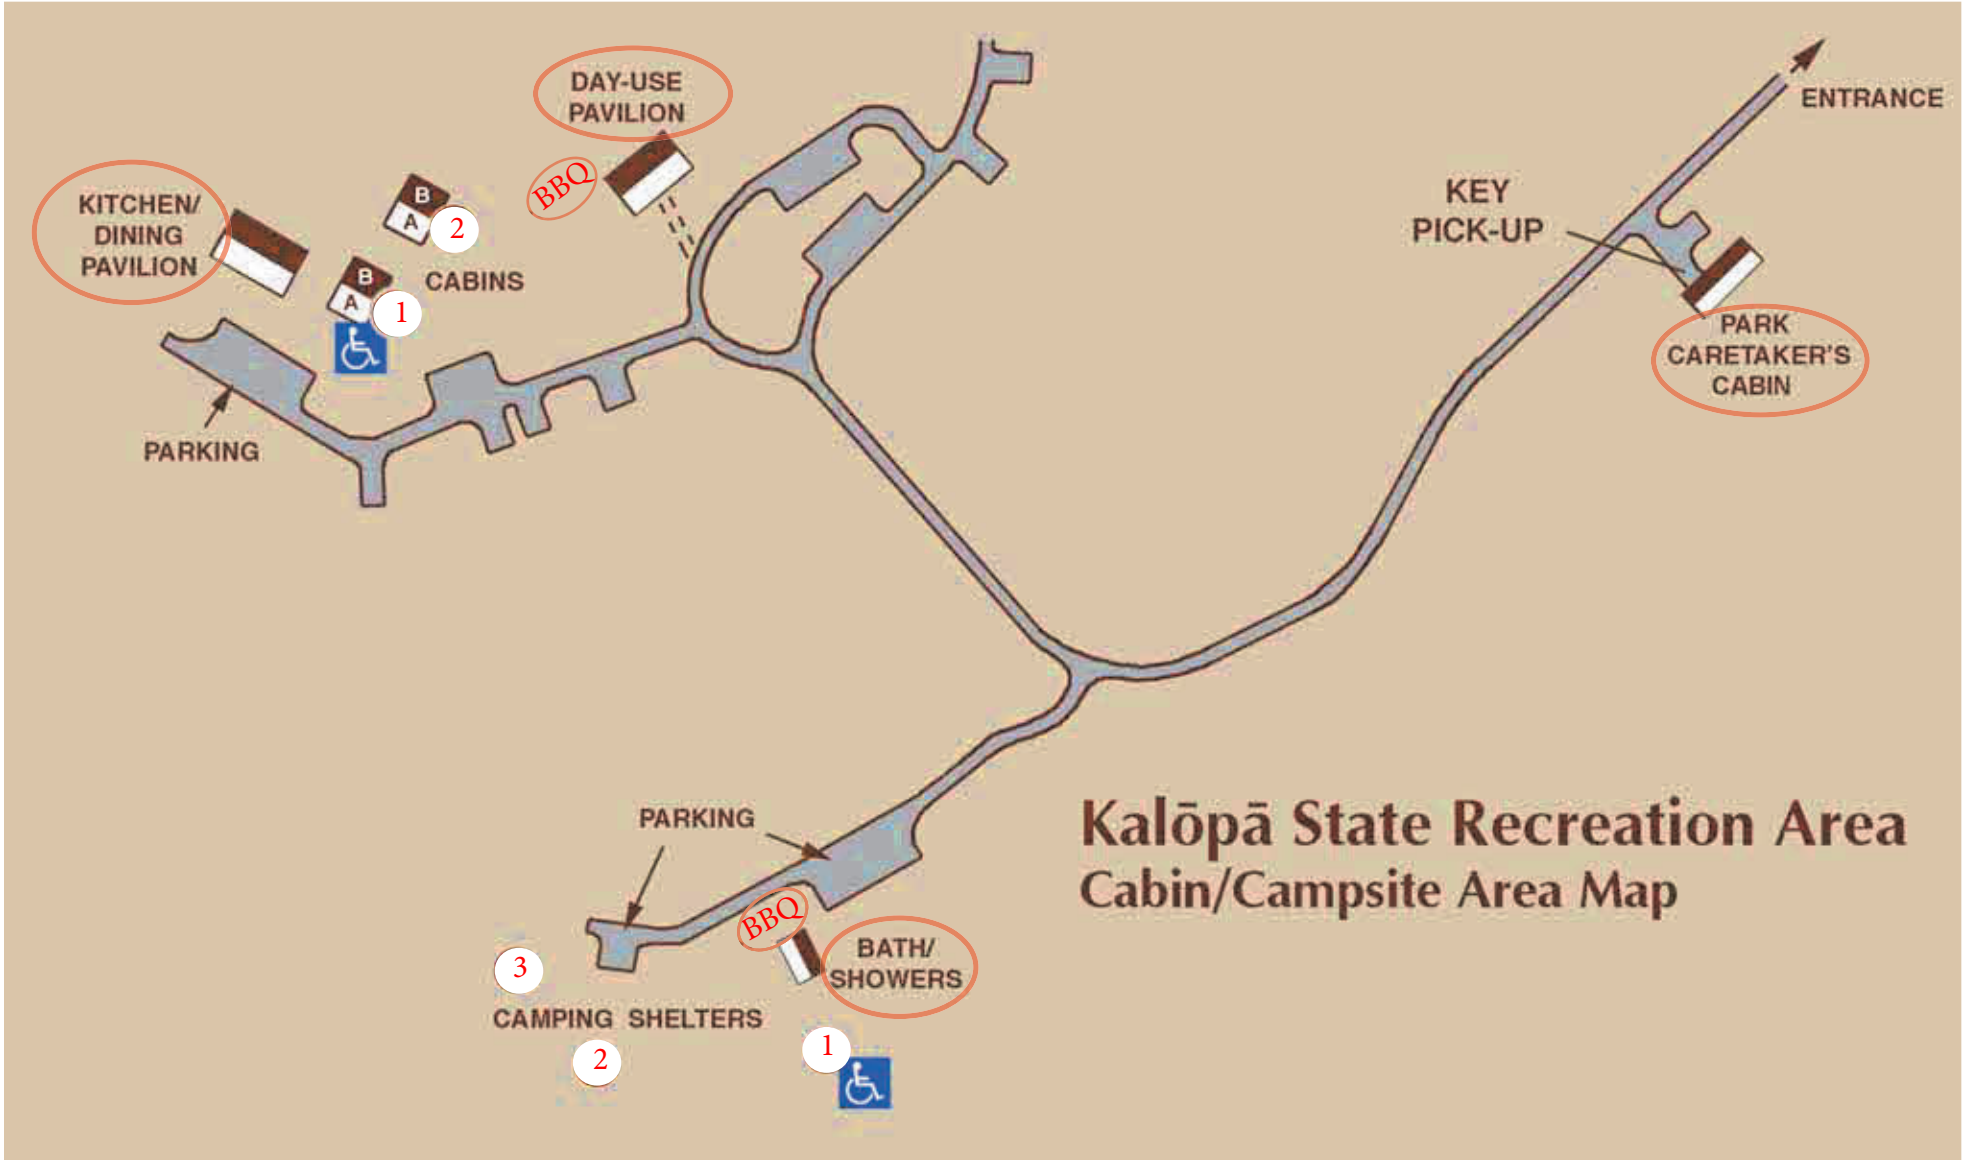 DAY-USE
PAVILION
BBQ
ENTRANCE
KITCHEN/
DINING
PAVILION
B
A
2
B
A
1
CABINS
KEY
PICK-UP
PARK
CARETAKER'S
CABIN
PARKING
PARKING
BBQ
BATH/
SHOWERS
3
CAMPING SHELTERS
2
1
Kalōpā State Recreation Area
Cabin/Campsite Area Map